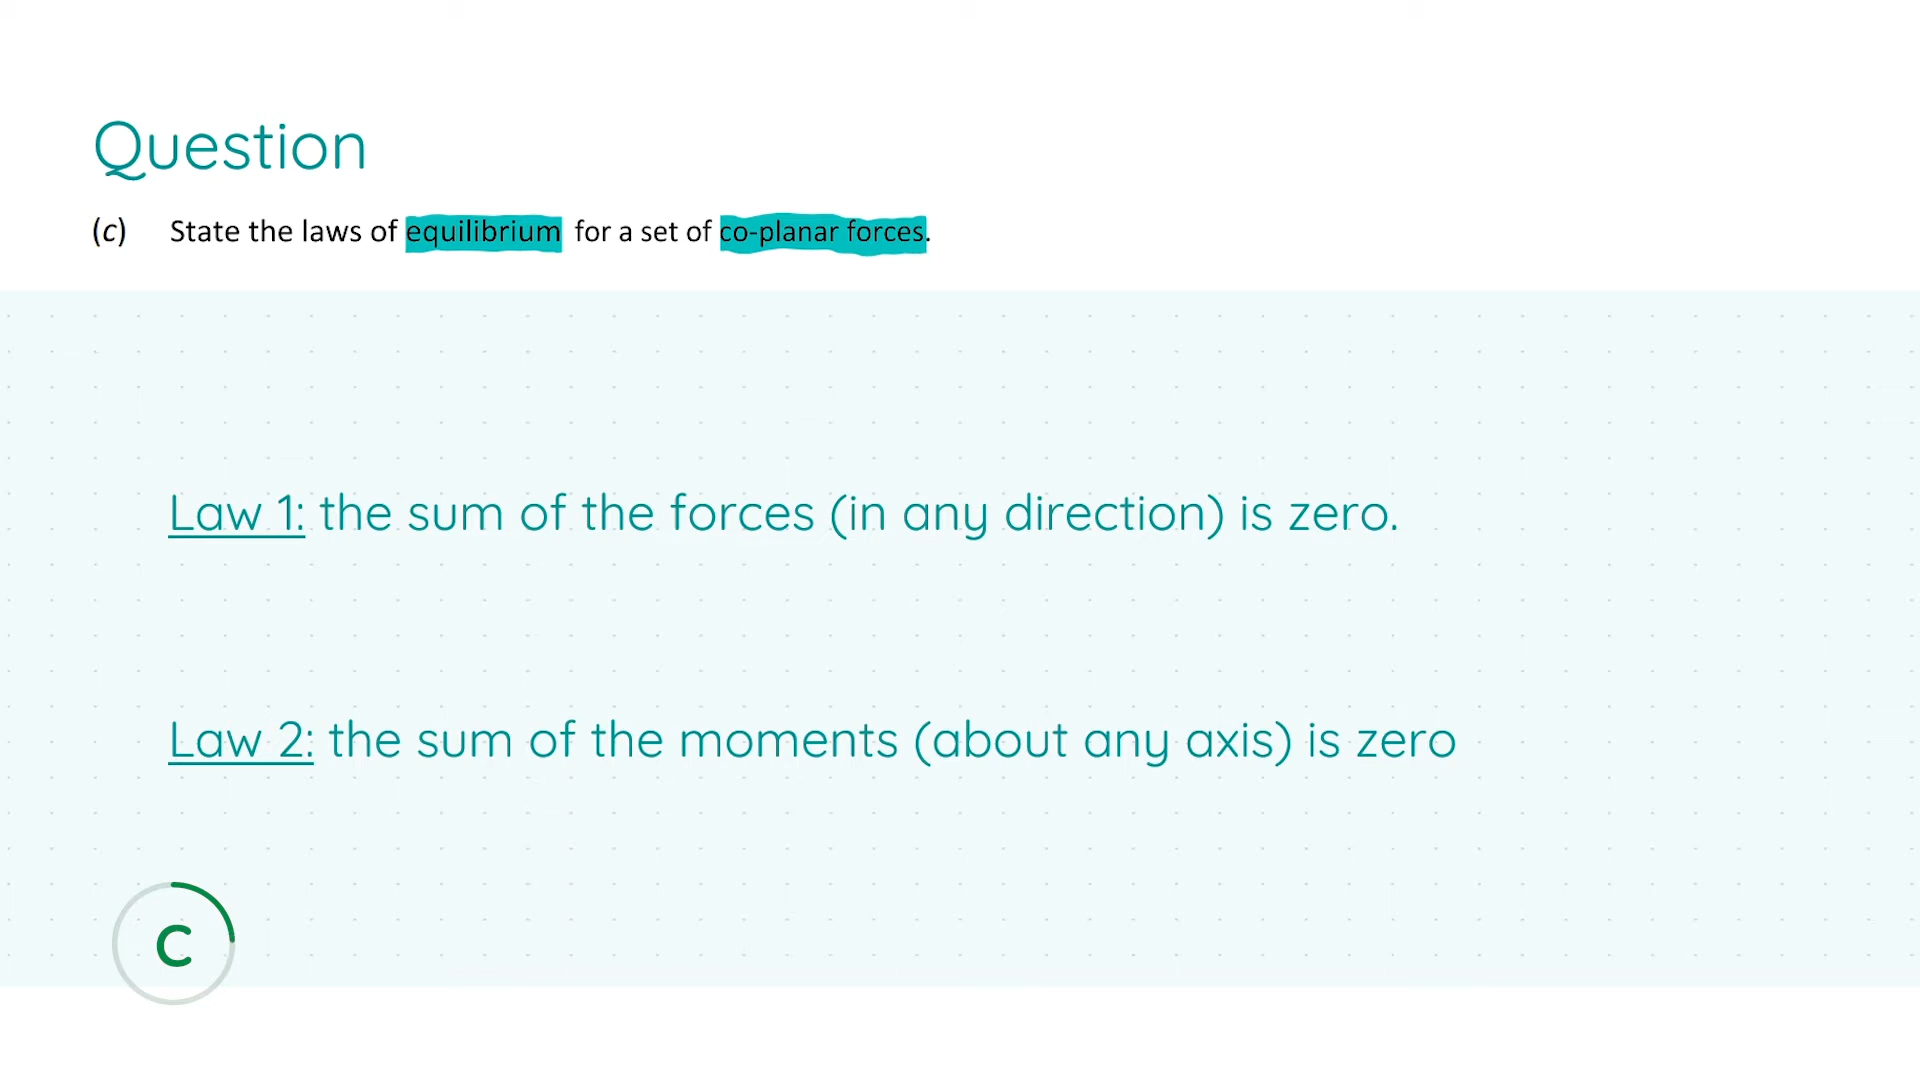 Question
(c) State the laws of equilibrium for a set of co-planar forces.
Law 1: the sum of the forces (in any direction) is zero.
Law 2: the sum of the moments (about any axis) is zero
C